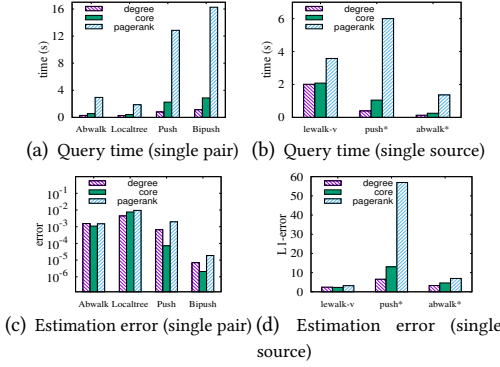 16
12
8
4
0
time (s)
degree
core
pagerank
Abwalk Localtree Push Bipush
(a) Query time (single pair)
6
4
2
0
time (s)
degree
core
pagerank
lewalk-v push* abwalk*
(b) Query time (single source)
10-1
10-2
10-3
10-4
10-5
10-6
error
degree
core
pagerank
Abwalk Localtree Push Bipush
(c) Estimation error (single pair)
60
50
40
30
20
10
0
L1-error
degree
core
pagerank
lewalk-v push* abwalk*
(d) Estimation error (single
source)